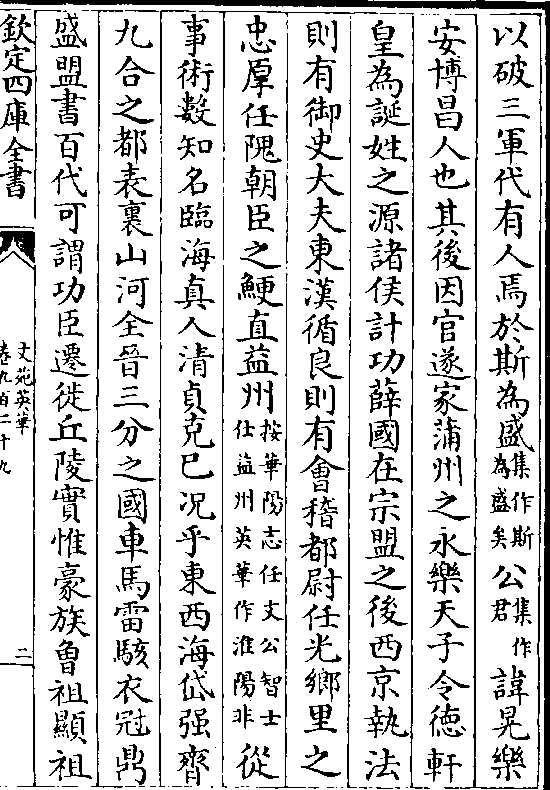 以破三軍代有人焉於斯為盛集作斯為盛矣公集作君諱晃樂
安博昌人也其後因官遂家蒲州之永樂天子令徳軒
皇為誕姓之源諸侯計功薛國在宗盟之後西京執法
則有御史大夫東漢循良則有會稽都尉任光鄉里之
忠厚任隗朝臣之鯁直益州按華陽志任文公智士仕益州英華作淮陽非從
事術數知名臨海真人清貞克已况乎東西海岱强齊
九合之都表裏山河全晉三分之國車馬雷駭衣冠鼎
盛盟書百代可謂功臣遷徙丘陵實惟豪族魯祖顯祖
欽定四庫全書
文苑英華
卷九百二十九
二